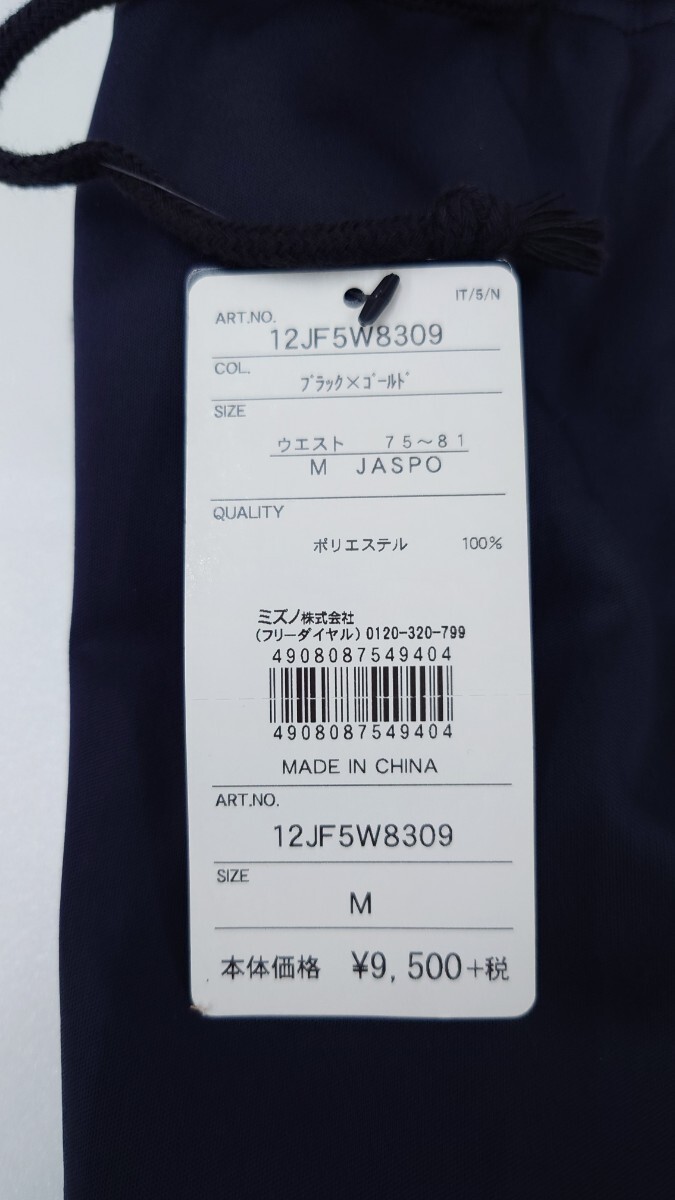 IT/5/N
ART.NO.
12JF5W8309
COL.
ﾌﾞﾗｯｸ×ｺﾞｰﾙﾄﾞ
SIZE
ウエスト 75~81
M JASPO
QUALITY
ポリエステル 100%
ミズノ株式会社
(フリーダイヤル) 0120-320-799
4908087549404
4908087549404
MADE IN CHINA
ART.NO.
12JF5W8309
SIZE
M
本体価格 ¥9,500+税